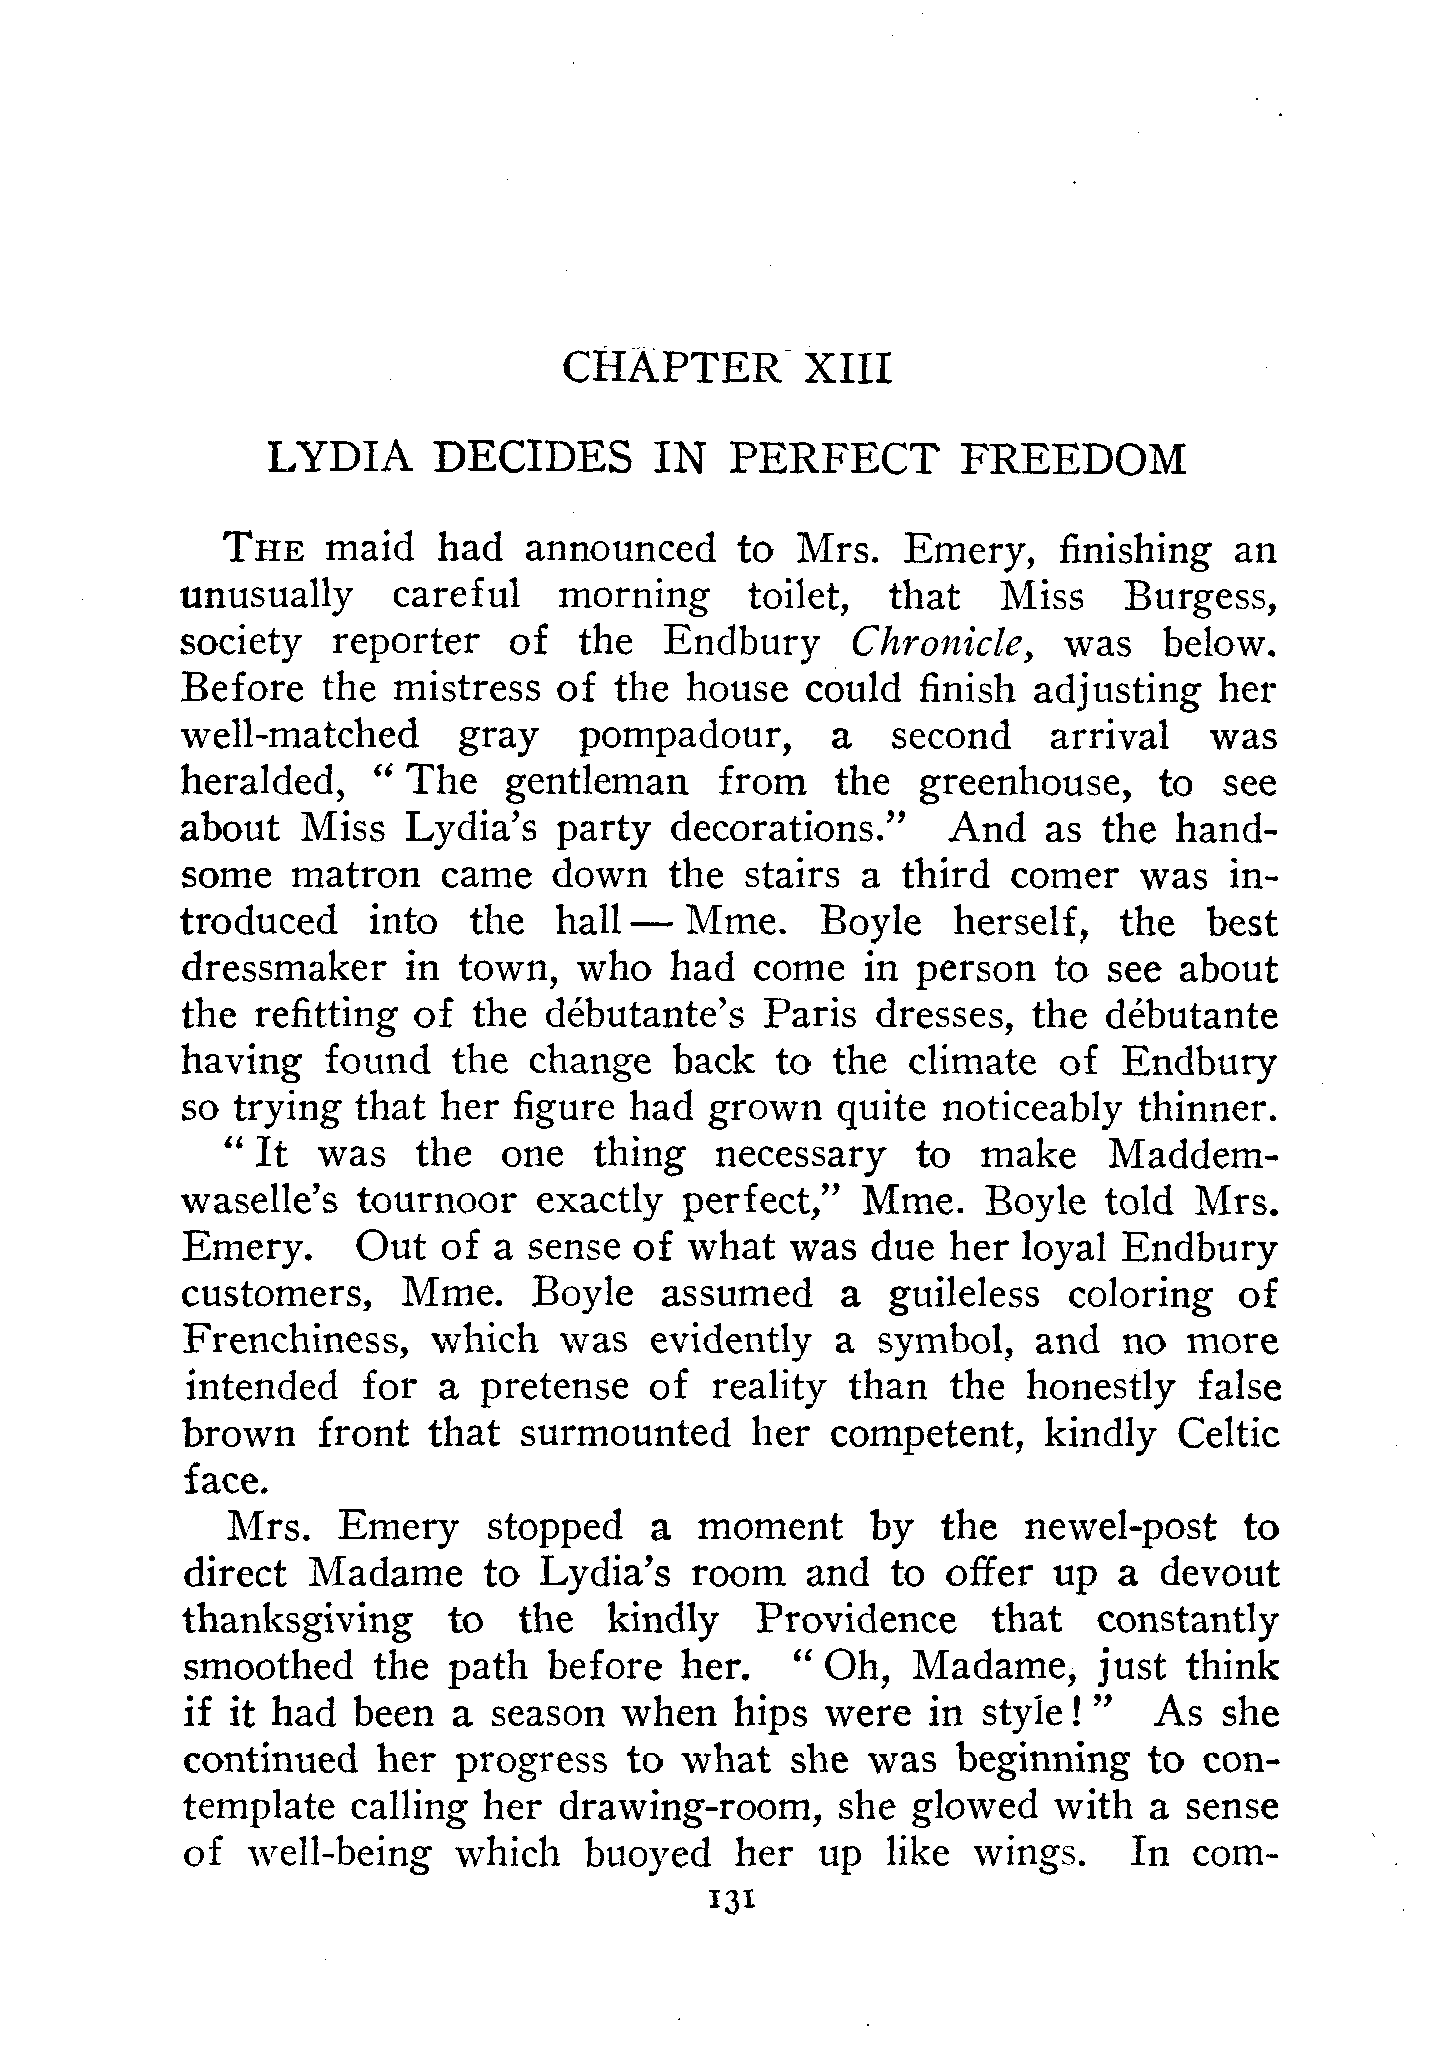 CHAPTER XIII
LYDIA DECIDES IN PERFECT FREEDOM
THE maid had announced to Mrs. Emery, finishing an
unusually careful morning toilet, that Miss Burgess,
society reporter of the Endbury Chronicle, was below.
Before the mistress of the house could finish adjusting her
well-matched gray pompadour, a second arrival was
heralded, "The gentleman from the greenhouse, to see
about Miss Lydia's party decorations." And as the hand-
some matron came down the stairs a third comer was in-
troduced into the hall — Mme. Boyle herself, the best
dressmaker in town, who had come in person to see about
the refitting of the débutante's Paris dresses, the débutante
having found the change back to the climate of Endbury
so trying that her figure had grown quite noticeably thinner.
"It was the one thing necessary to make Maddem-
waselle's tournoor exactly perfect," Mme. Boyle told Mrs.
Emery. Out of a sense of what was due her loyal Endbury
customers, Mme. Boyle assumed a guileless coloring of
Frenchiness, which was evidently a symbol, and no more
intended for a pretense of reality than the honestly false
brown front that surmounted her competent, kindly Celtic
face.
Mrs. Emery stopped a moment by the newel-post to
direct Madame to Lydia's room and to offer up a devout
thanksgiving to the kindly Providence that constantly
smoothed the path before her. "Oh, Madame, just think
if it had been a season when hips were in style!" As she
continued her progress to what she was beginning to con-
template calling her drawing-room, she glowed with a sense
of well-being which buoyed her up like wings. In com-
131